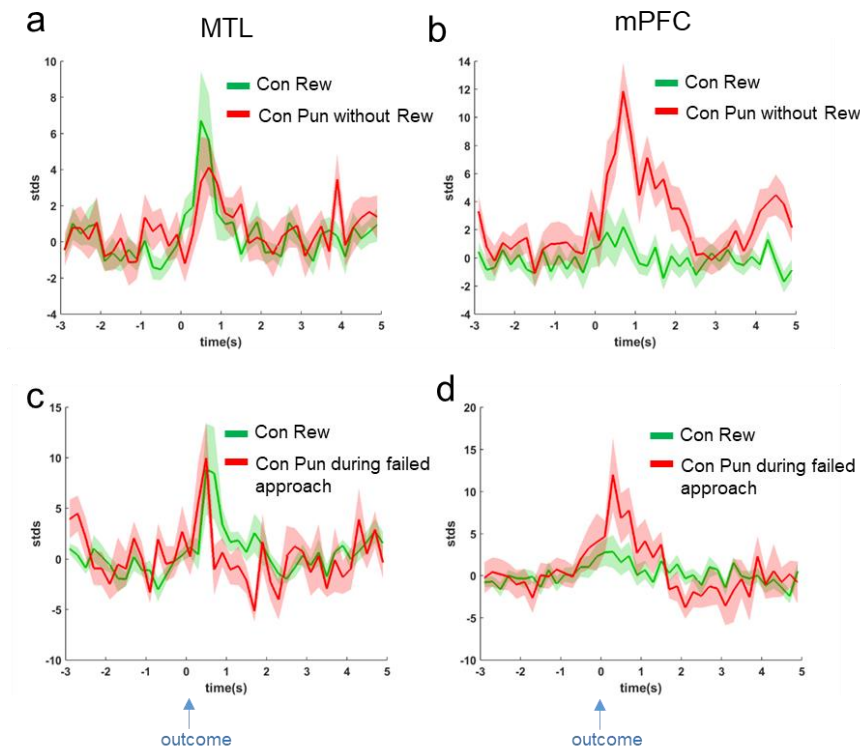 a
MTL
b
mPFC
10
8
6
4
2
0
-2
-4
stds
-3 -2 -1 0 1 2 3 4 5
time(s)
Con Rew
Con Pun without Rew
14
12
10
8
6
4
2
0
-2
-4
stds
-3 -2 -1 0 1 2 3 4 5
time(s)
Con Rew
Con Pun without Rew
c
15
10
5
0
-5
-10
stds
-3 -2 -1 0 1 2 3 4 5
time(s)
Con Rew
Con Pun during failed
approach
outcome
d
20
15
10
5
0
-5
-10
stds
-3 -2 -1 0 1 2 3 4 5
time(s)
Con Rew
Con Pun during failed
approach
outcome